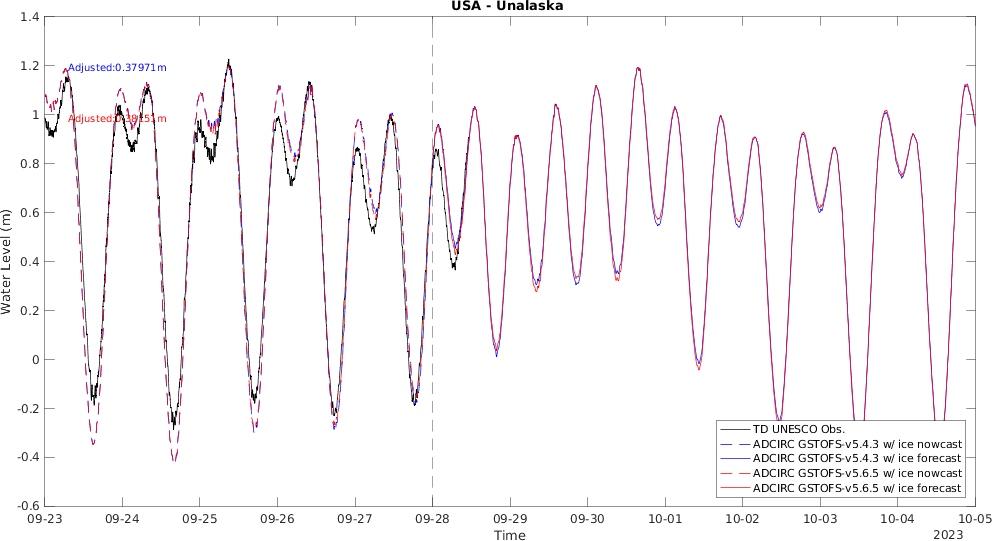 USA - Unalaska
1.4
1.2
1
0.8
0.6
0.4
0.2
0
-0.2
-0.4
-0.6
Water Level (m)
Adjusted:0.37971m
TD UNESCO Obs.
ADCIRC GSTOFS-v5.4.3 w/ ice nowcast
ADCIRC GSTOFS-v5.4.3 w/ ice forecast
ADCIRC GSTOFS-v5.6.5 w/ ice nowcast
ADCIRC GSTOFS-v5.6.5 w/ ice forecast
09-23 09-24 09-25 09-26 09-27 09-28 09-29 09-30 10-01 10-02 10-03 10-04 10-05
Time
2023